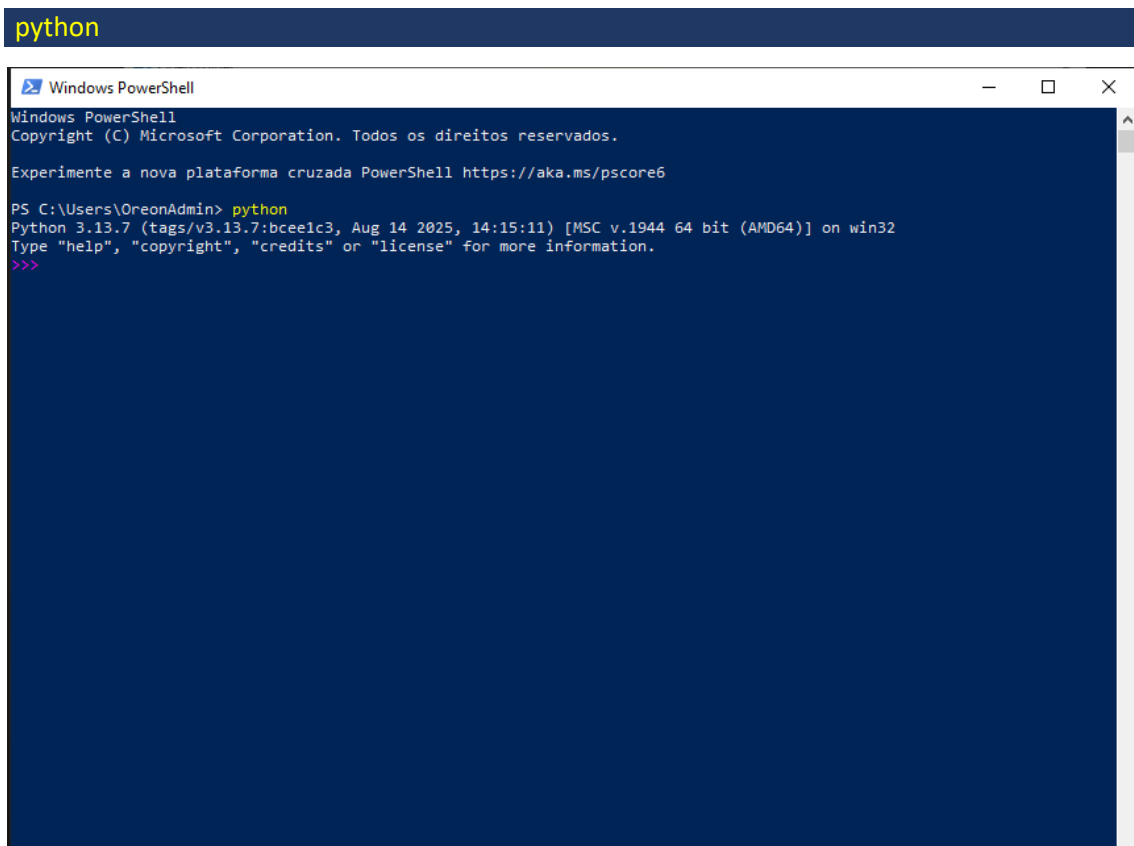 python
Windows PowerShell
Windows PowerShell
Copyright (C) Microsoft Corporation. Todos os direitos reservados.
Experimente a nova plataforma cruzada PowerShell https://aka.ms/pscore6
PS C:\Users\OreonAdmin> python
Python 3.13.7 (tags/v3.13.7:bcee1c3, Aug 14 2025, 14:15:11) [MSC v.1944 64 bit (AMD64)] on win32
Type "help", "copyright", "credits" or "license" for more information.
>>>